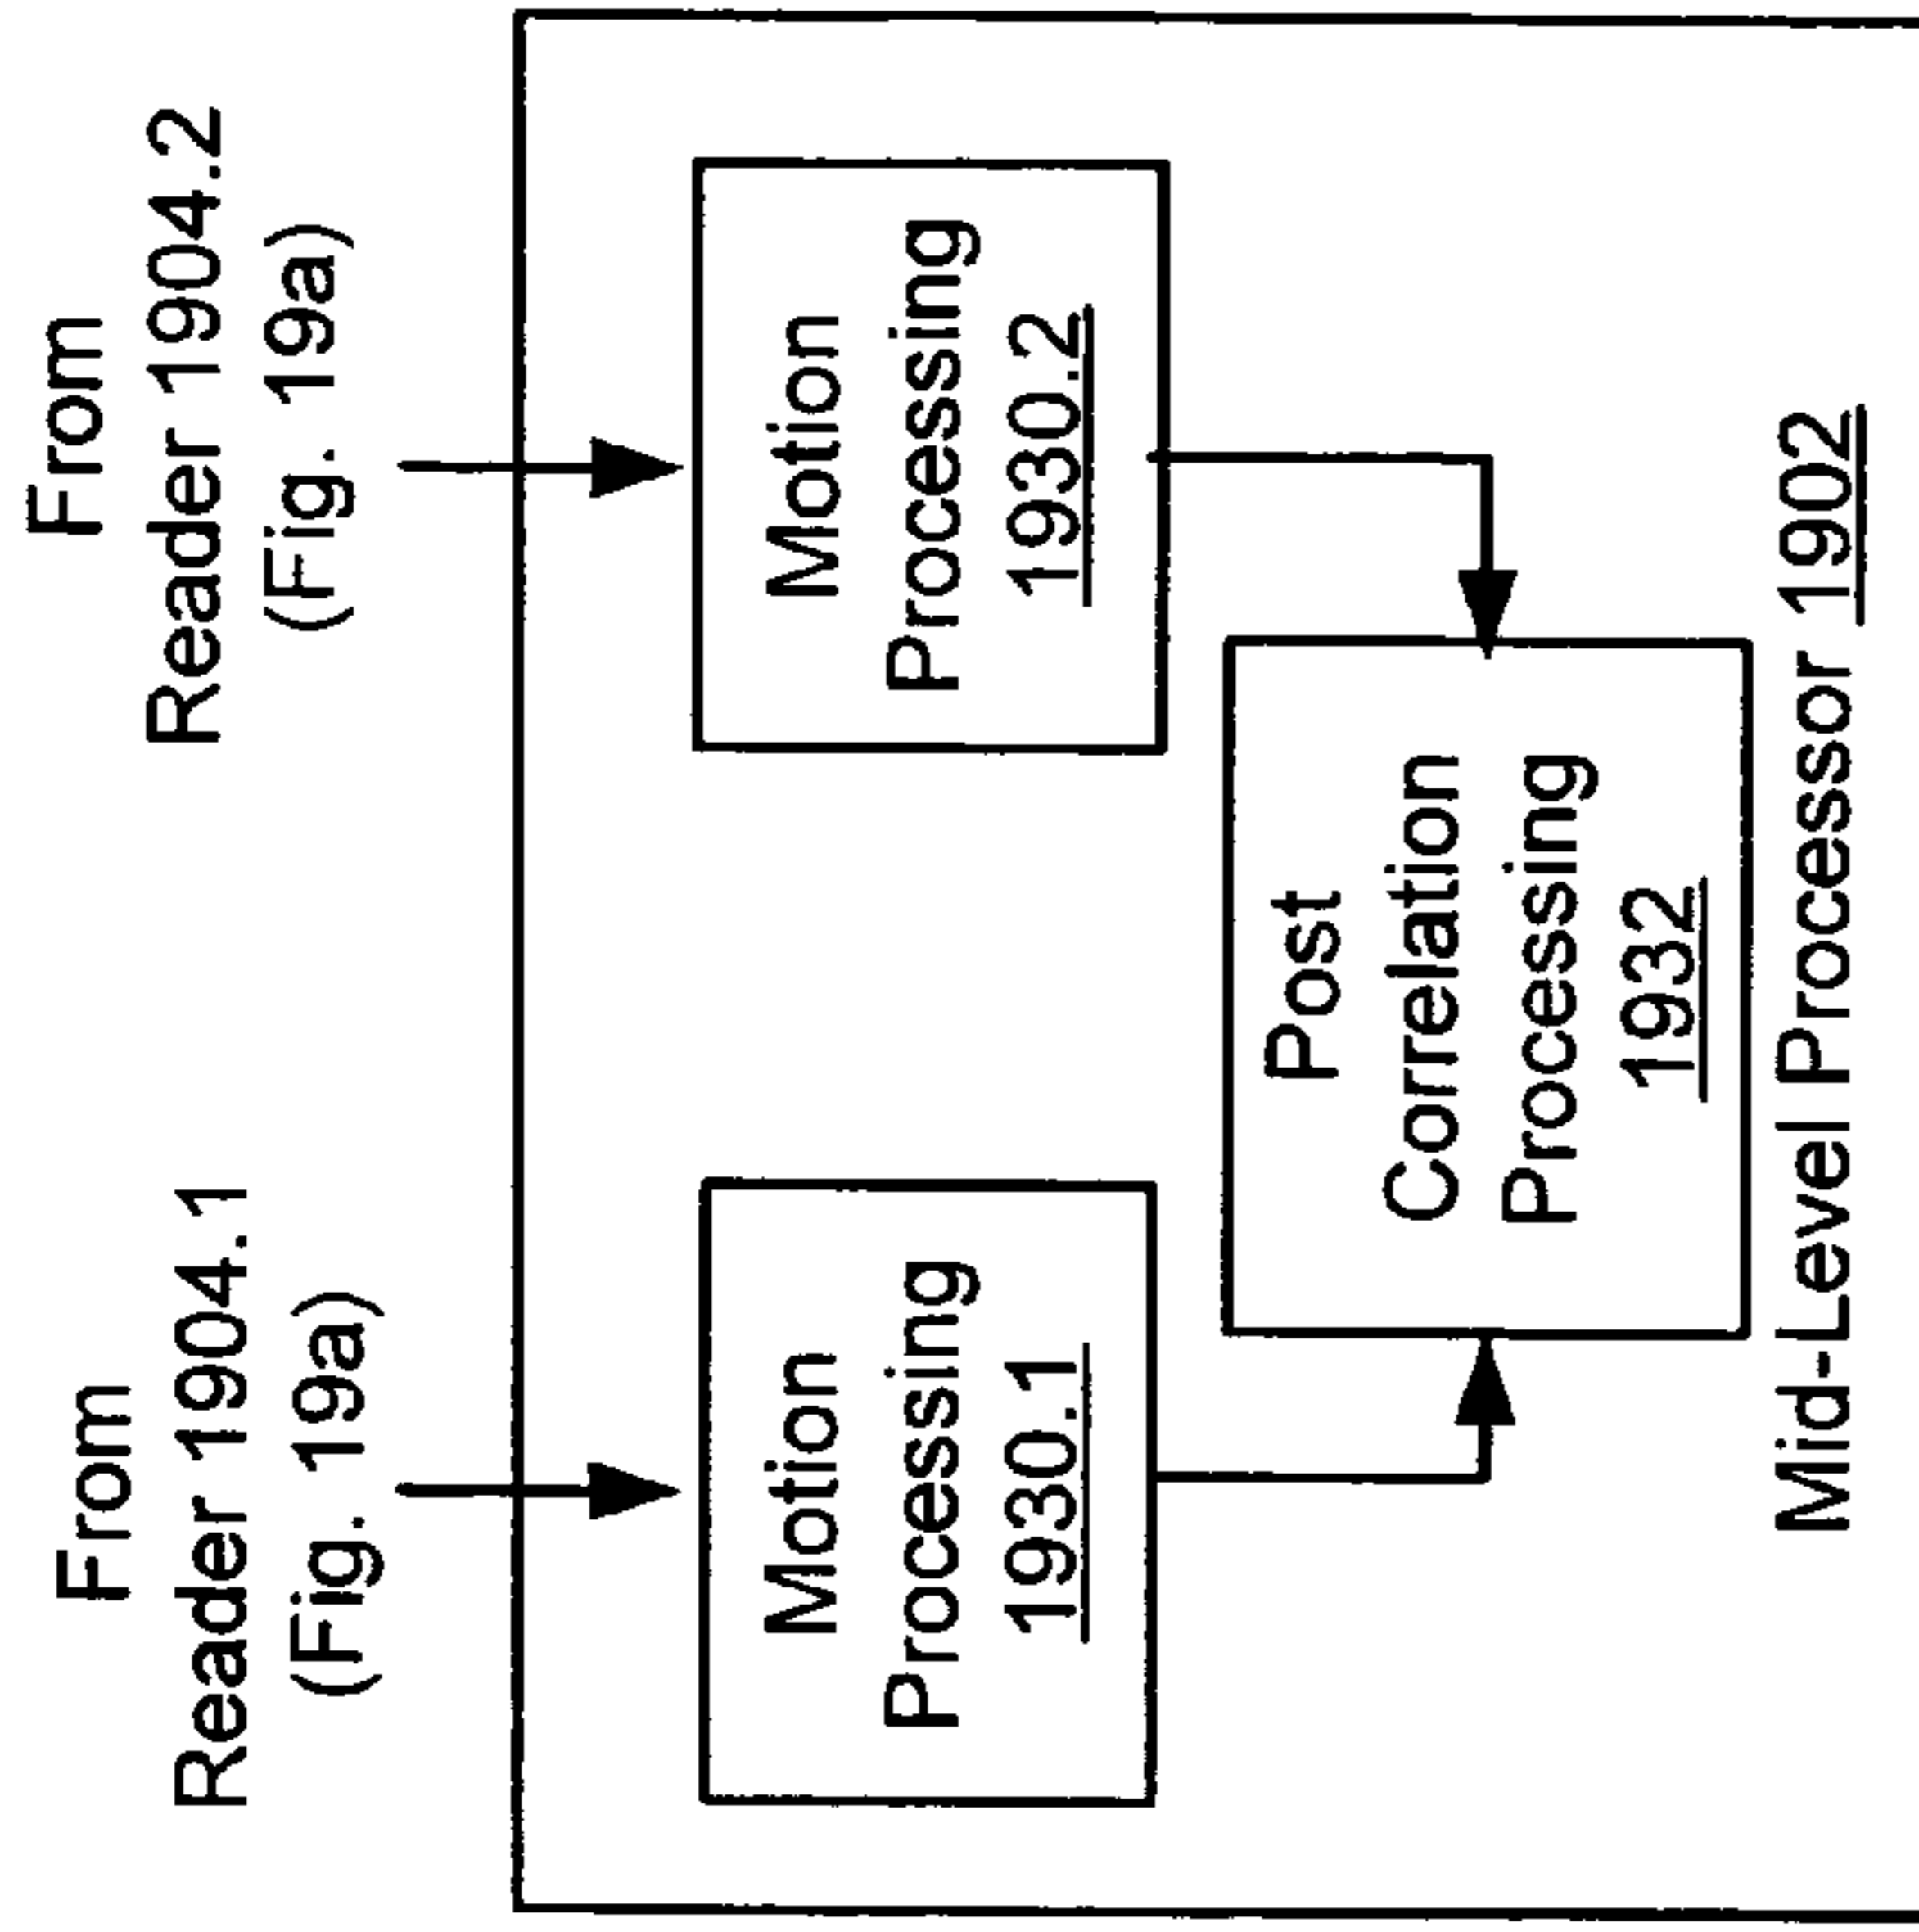 From
Reader 1904.1
(Fig. 19a)
From
Reader 1904.2
(Fig. 19a)
Motion
Processing
1930.1
Motion
Processing
1930.2
Post
Correlation
Processing
1932
Mid-Level Processor 1902